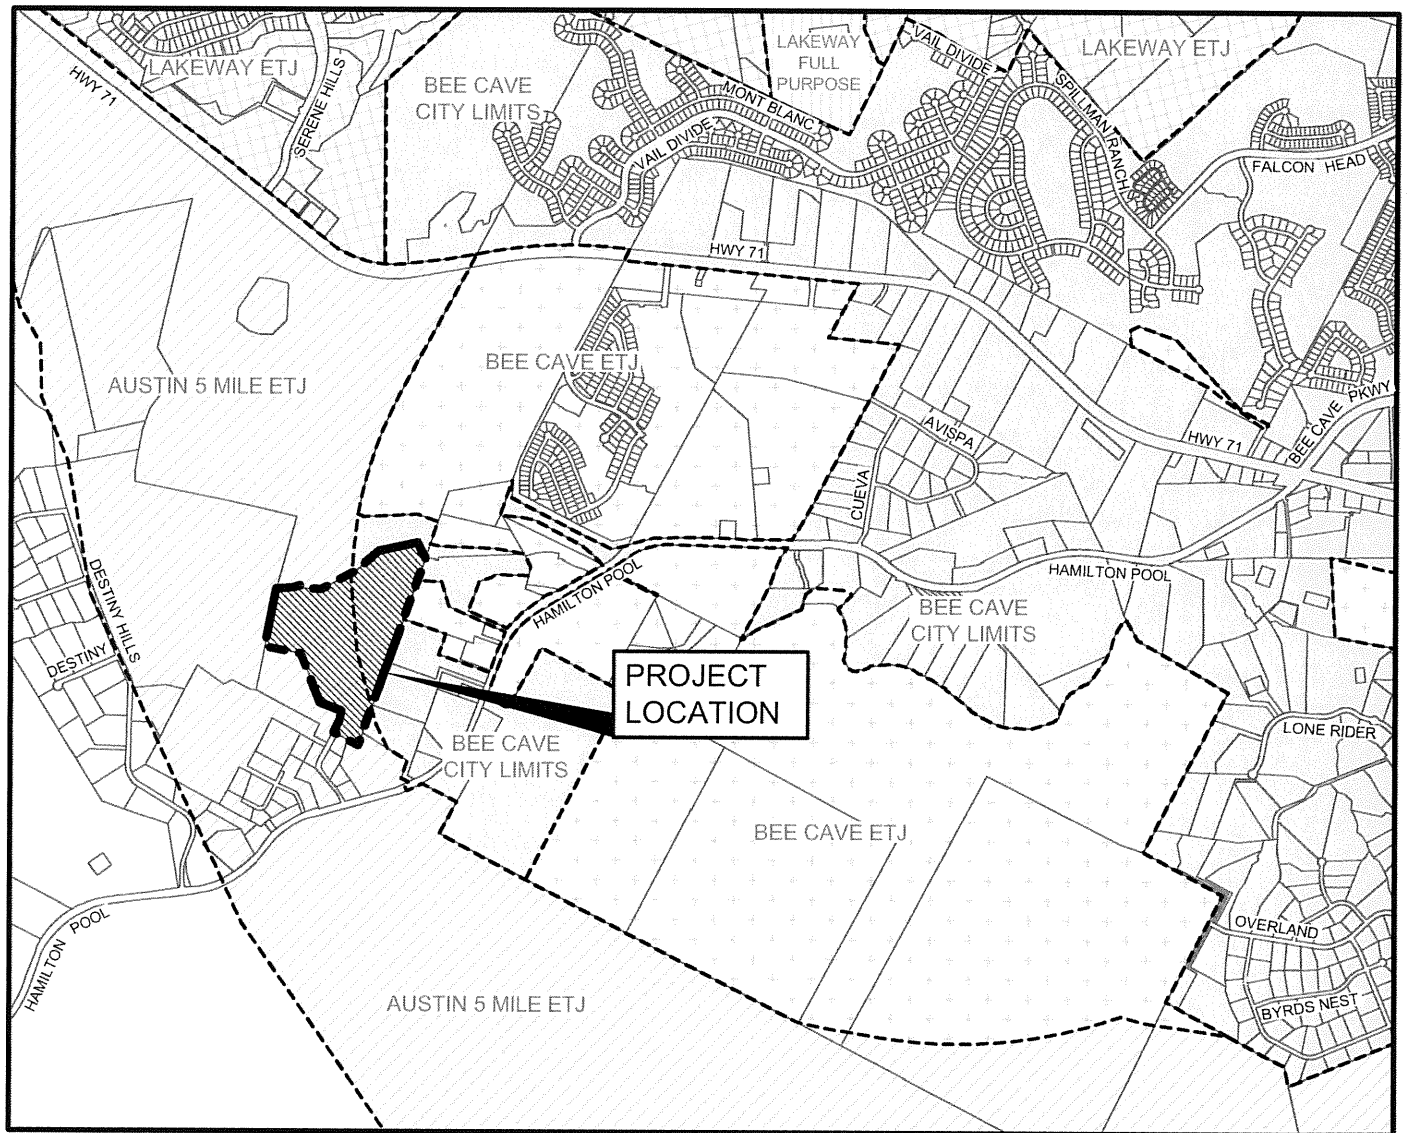 LAKEWAY ETJ
HWY 71
SERENE HILLS
BEE CAVE
CITY LIMITS
LAKEWAY
FULL
PURPOSE
VAIL DIVIDE
LAKEWAY ETJ
MONT BLANC
VAIL DIVIDE
SPILLMAN RANCH
FALCON HEAD
HWY 71
AUSTIN 5 MILE ETJ
BEE CAVE ETJ
AVISPA
CUEVA
HWY 71
BEE CAVE PKWY
DESTINY HILLS
DESTINY
HAMILTON POOL
HAMILTON POOL
BEE CAVE
CITY LIMITS
PROJECT
LOCATION
LONE RIDER
BEE CAVE
CITY LIMITS
BEE CAVE ETJ
HAMILTON POOL
OVERLAND
AUSTIN 5 MILE ETJ
BYRDS NEST